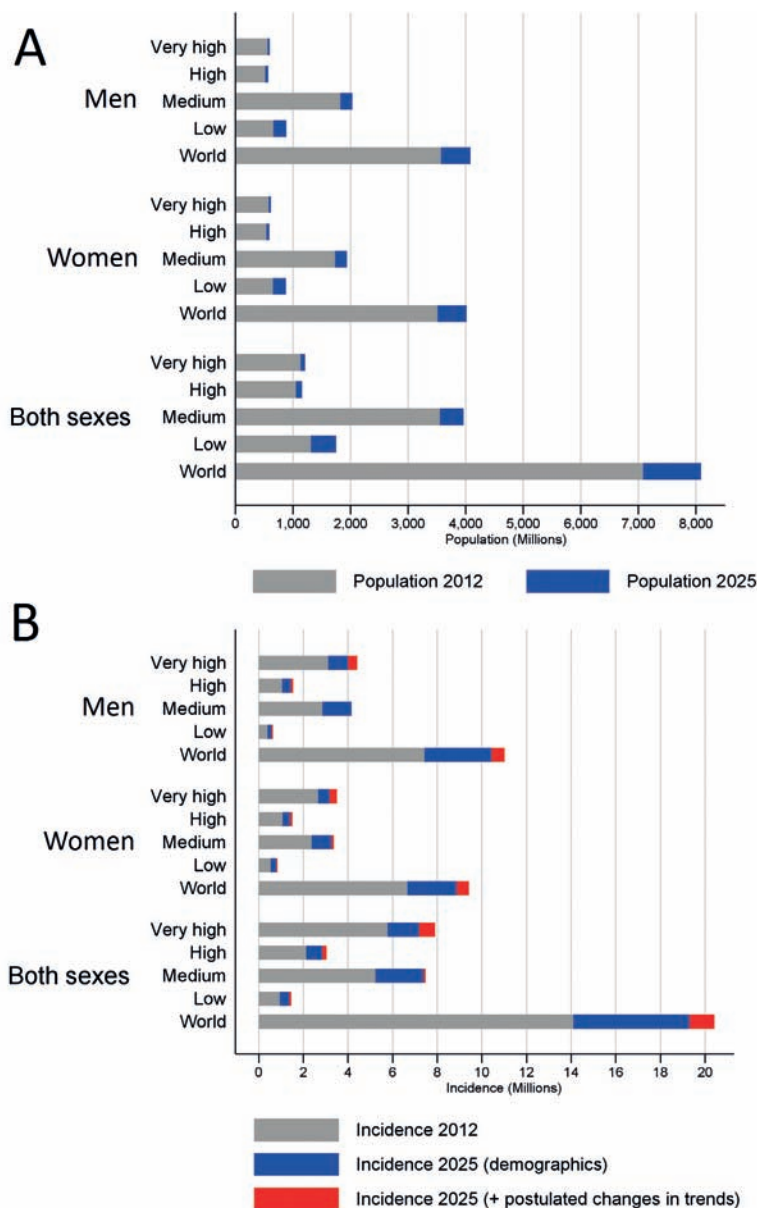 A
Men
Very high
High
Medium
Low
World
Women
Very high
High
Medium
Low
World
Both sexes
Very high
High
Medium
Low
World
0 1,000 2,000 3,000 4,000 5,000 6,000 7,000 8,000
Population (Millions)
Population 2012 Population 2025
B
Men
Very high
High
Medium
Low
World
Women
Very high
High
Medium
Low
World
Both sexes
Very high
High
Medium
Low
World
0 2 4 6 8 10 12 14 16 18 20
Incidence (Millions)
Incidence 2012
Incidence 2025 (demographics)
Incidence 2025 (+ postulated changes in trends)